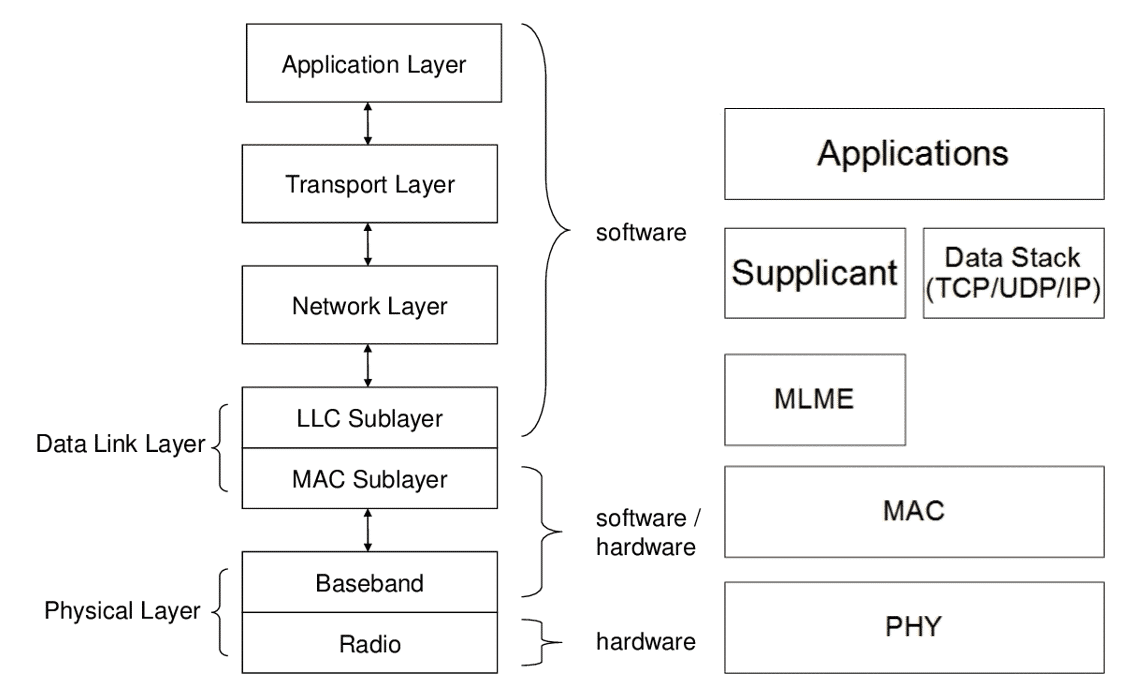 Application Layer
Transport Layer
Network Layer
LLC Sublayer
MAC Sublayer
Baseband
Radio
Data Link Layer
Physical Layer
software
software /
hardware
hardware
Applications
Supplicant
Data Stack
(TCP/UDP/IP)
MLME
MAC
PHY